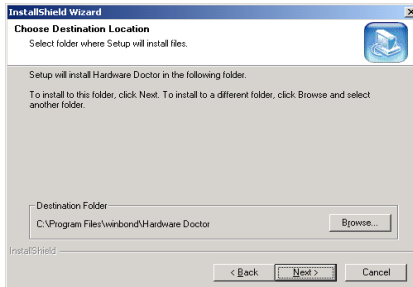 InstallShield Wizard
Choose Destination Location
Select folder where Setup will install files.
Setup will install Hardware Doctor in the following folder.
To install to this folder, click Next. To install to a different folder, click Browse and select
another folder.
Destination Folder
C:\Program Files\winbond\Hardware Doctor
Browse...
InstallShield
< Back
Next >
Cancel